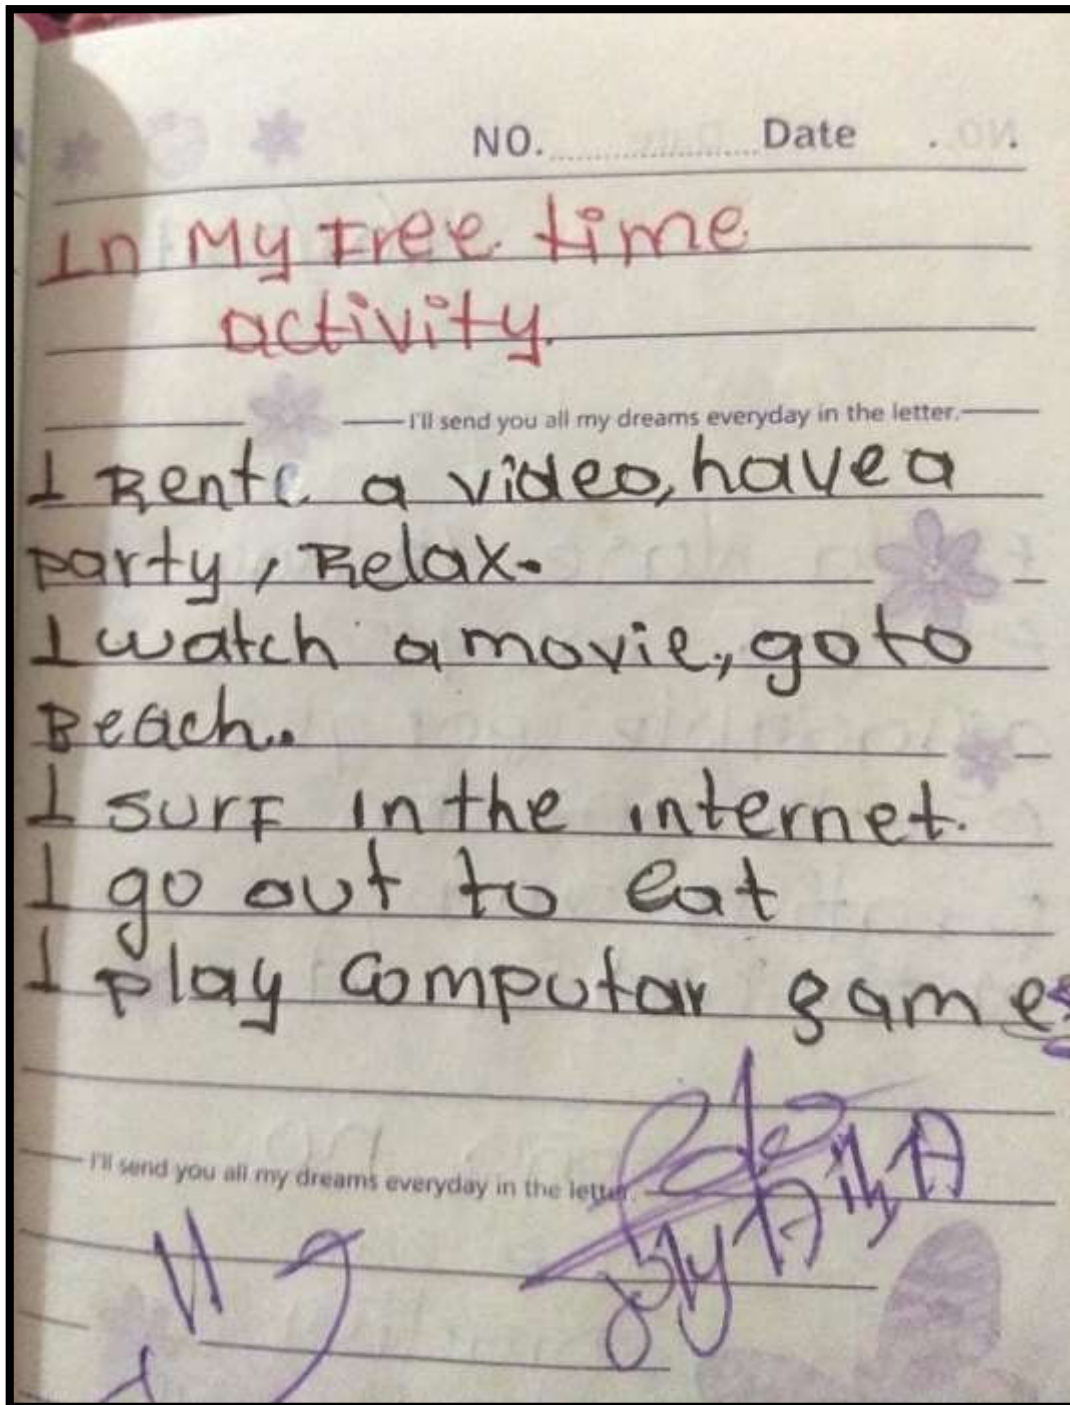 NO. Date
In My Free time
activity.
I'll send you all my dreams everyday in the letter.
I Rent a video, have a
party, Relax.
I watch a movie, go to
Beach.
I surf in the internet.
I go out to eat
I play computar games
I'll send you all my dreams everyday in the letter.